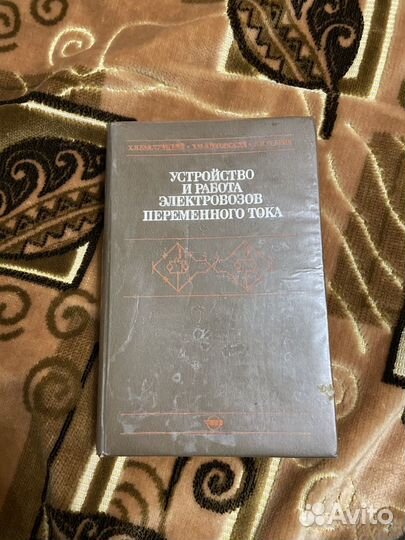 УСТРОЙСТВО
И РАБОТА
ЭЛЕКТРОВОЗОВ
ПЕРЕМЕННОГО ТОКА
Avito